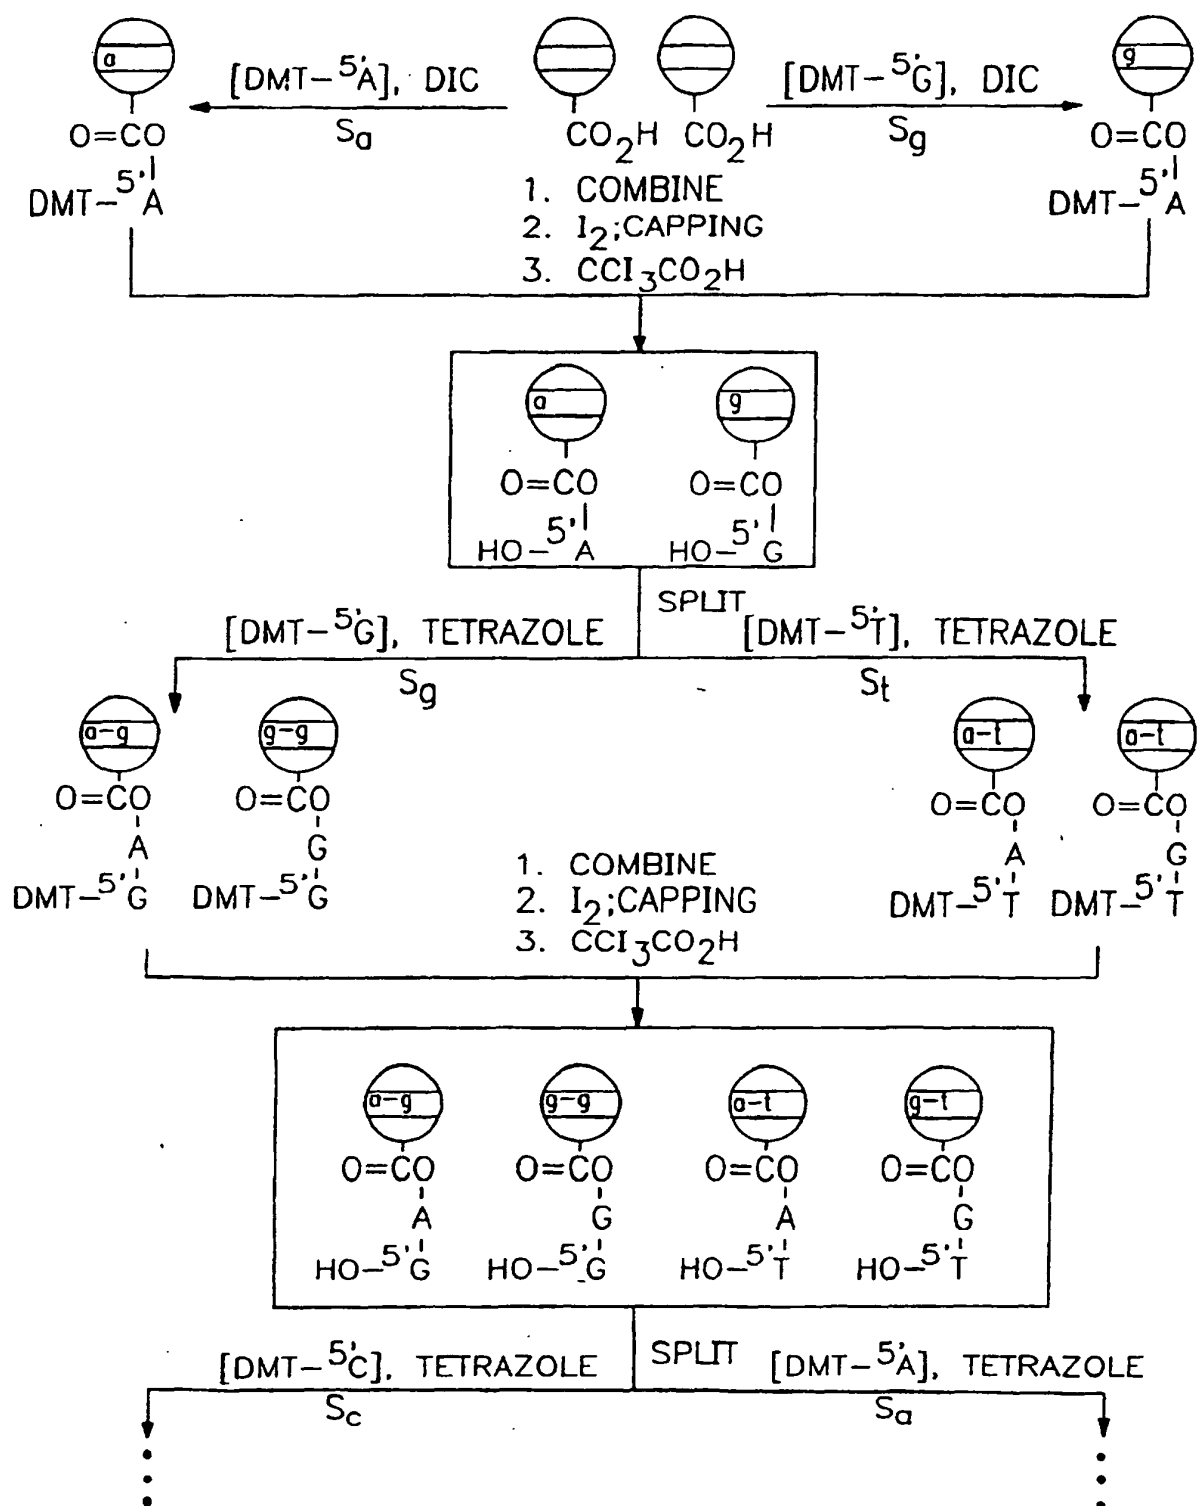 a
g
[DMT-5'A], DIC
[DMT-5'G], DIC
Sa
Sg
O=CO
CO2H CO2H
O=CO
DMT-5'A
DMT-5'A
1. COMBINE
2. I2;CAPPING
3. CCl3CO2H
a
g
O=CO
O=CO
HO-5'A
HO-5'G
SPLIT
[DMT-5'G], TETRAZOLE
[DMT-5'T], TETRAZOLE
Sg
St
a-g
g-g
a-t
a-t
O=CO
O=CO
O=CO
O=CO
A
G
A
G
DMT-5'G
DMT-5'G
DMT-5'T
DMT-5'T
1. COMBINE
2. I2;CAPPING
3. CCl3CO2H
a-g
g-g
a-t
g-t
O=CO
O=CO
O=CO
O=CO
A
G
A
G
HO-5'G
HO-5'G
HO-5'T
HO-5'T
SPLIT
[DMT-5'C], TETRAZOLE
[DMT-5'A], TETRAZOLE
Sc
Sa